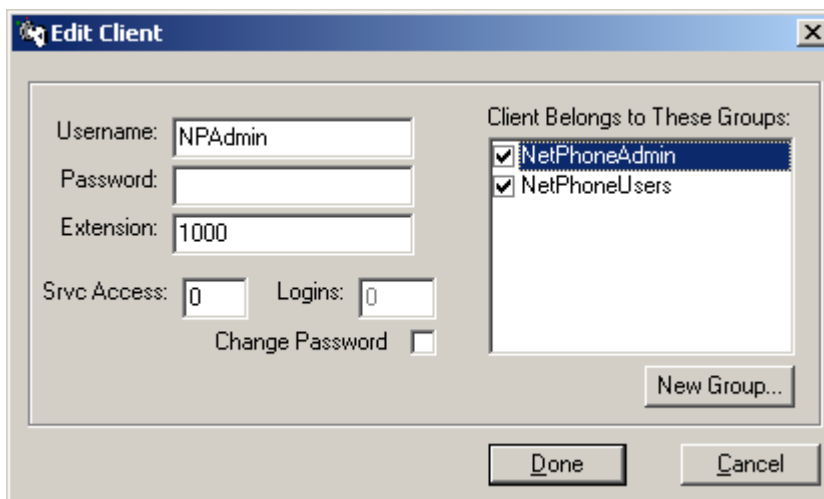 Edit Client
Username: NPAdmin
Password:
Extension: 1000
Srvc Access: 0 Logins: 0
Change Password
Client Belongs to These Groups:
NetPhoneAdmin
NetPhoneUsers
New Group...
Done Cancel